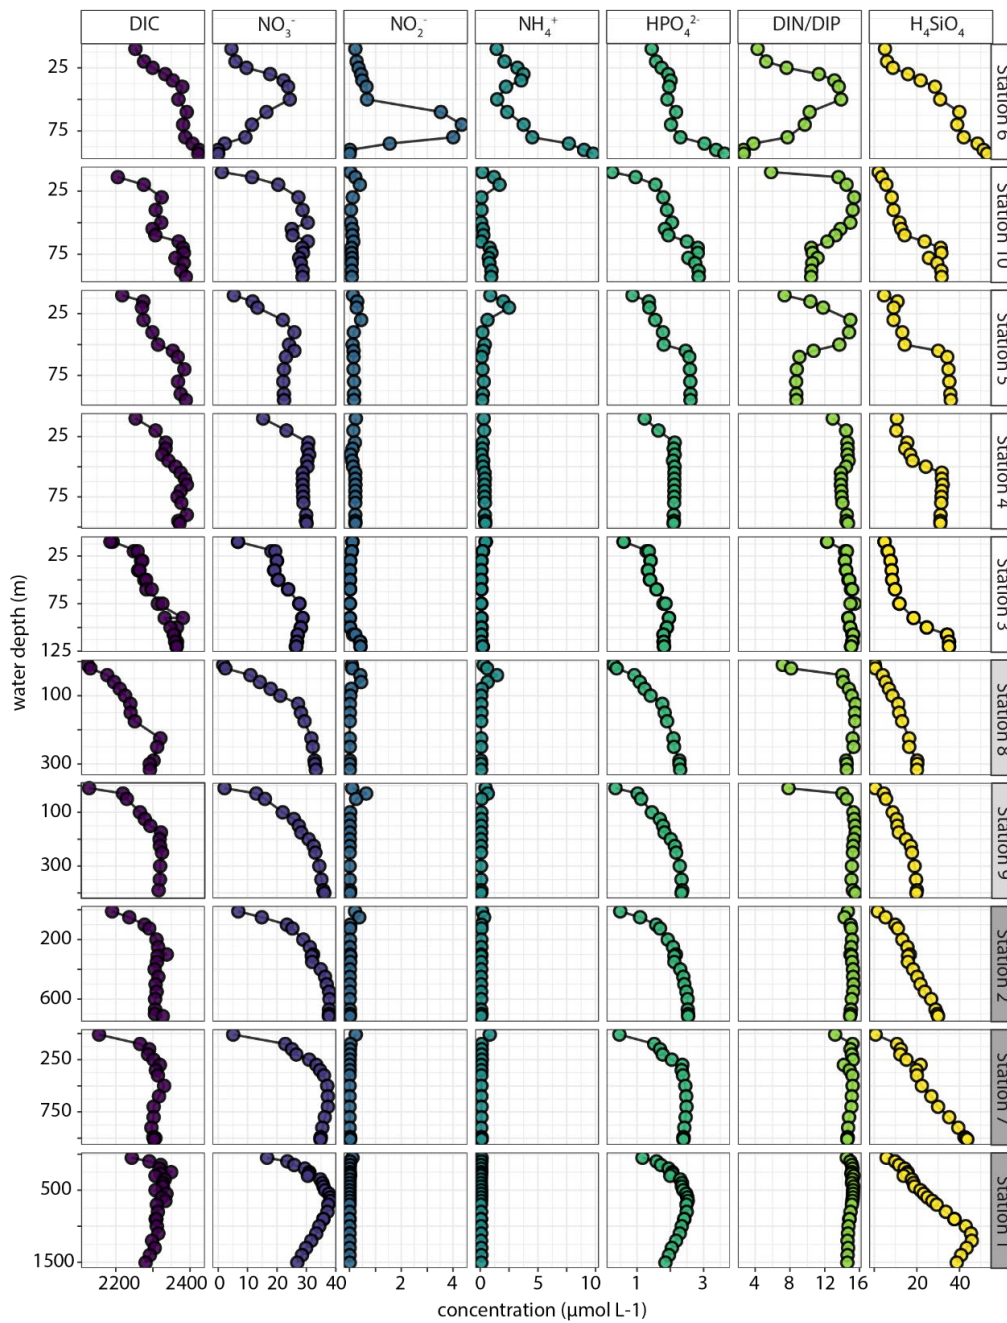 DIC NO₃⁻ NO₂⁻ NH₄⁺ HPO₄²⁻ DIN/DIP H₄SiO₄
25
75
Station 6
25
75
Station 10
25
75
Station 5
25
75
Station 4
25
75
125
Station 3
100
300
Station 8
100
300
Station 9
200
600
Station 2
250
750
Station 7
500
1500
Station 1
water depth (m)
2200 2400 0 10 20 30 40 0 2 4 0 5 10 1 3 4 8 12 16 0 20 40
concentration (μmol L-1)